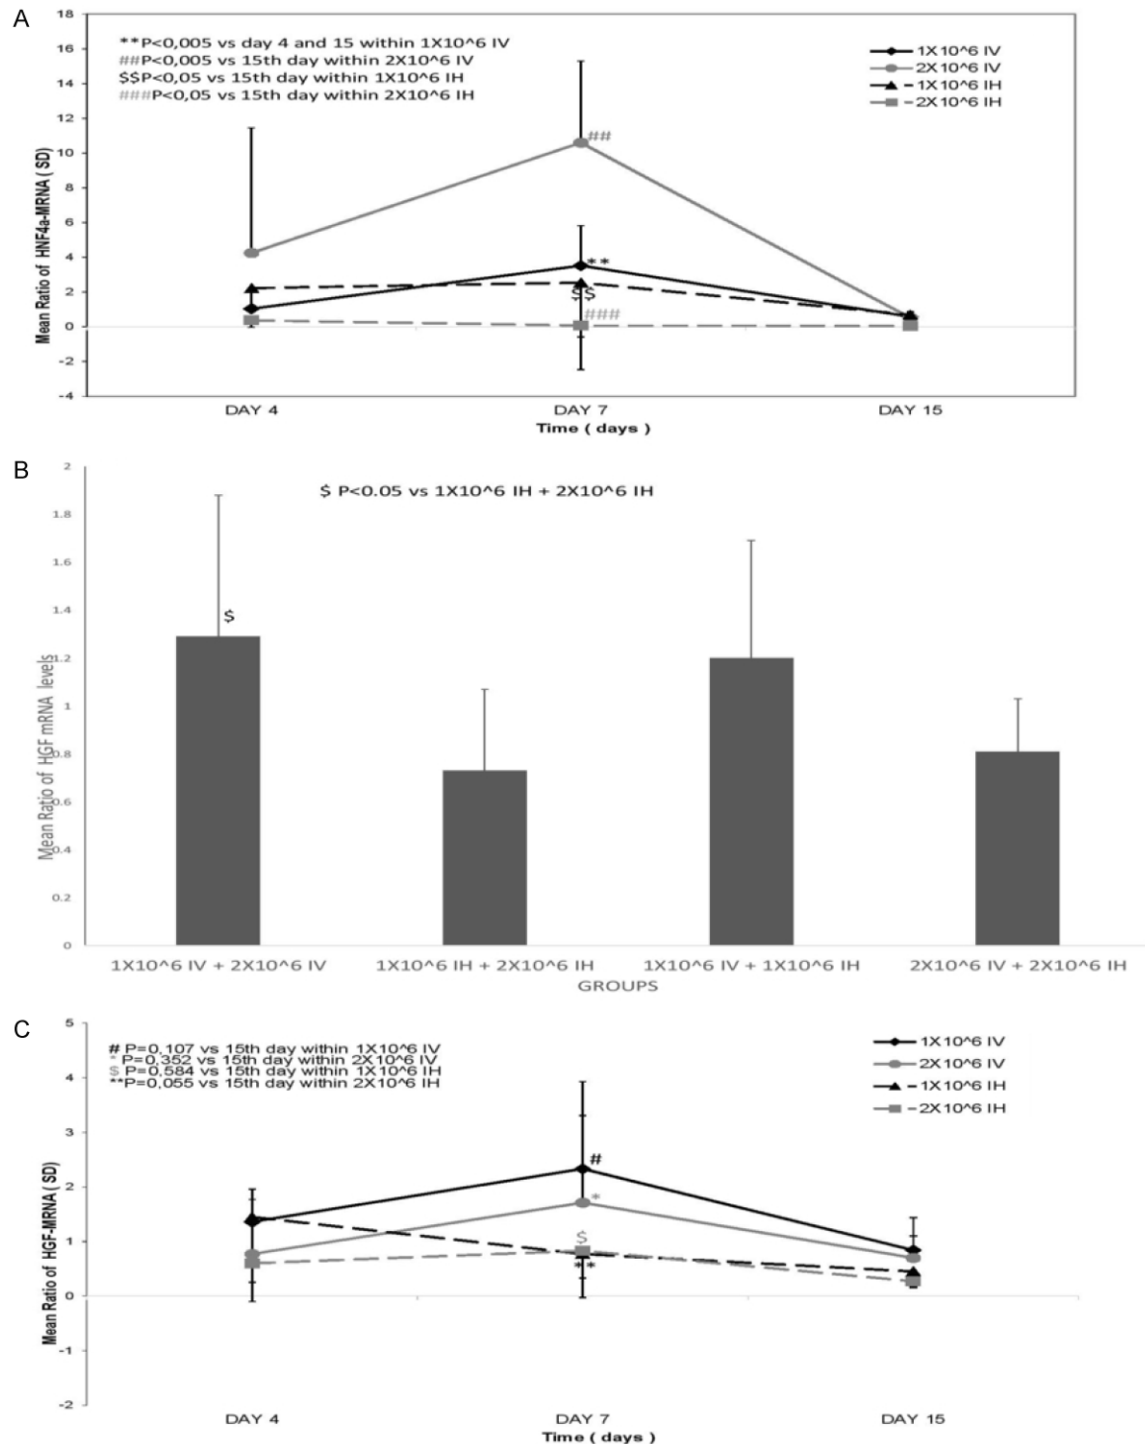 A
18
16
14
12
10
8
6
4
2
0
-2
-4
Mean Ratio of HNF4a-MRNA ( SD)
**P<0,005 vs day 4 and 15 within 1X10^6 IV
##P<0,005 vs 15th day within 2X10^6 IV
$$P<0,05 vs 15th day within 1X10^6 IH
###P<0,05 vs 15th day within 2X10^6 IH
1X10^6 IV
2X10^6 IV
1X10^6 IH
2X10^6 IH
##
**
$$
###
DAY 4 DAY 7 DAY 15
Time ( days )
B
2
1.8
1.6
1.4
1.2
1
0.8
0.6
0.4
0.2
0
Mean Ratio of HGF mRNA levels
$ P<0.05 vs 1X10^6 IH + 2X10^6 IH
$
1X10^6 IV + 2X10^6 IV 1X10^6 IH + 2X10^6 IH 1X10^6 IV + 1X10^6 IH 2X10^6 IV + 2X10^6 IH
GROUPS
C
5
4
3
2
1
0
-1
-2
Mean Ratio of HGF-MRNA ( SD)
# P=0,107 vs 15th day within 1X10^6 IV
* P=0,352 vs 15th day within 2X10^6 IV
$ P=0,584 vs 15th day within 1X10^6 IH
**P=0,055 vs 15th day within 2X10^6 IH
1X10^6 IV
2X10^6 IV
1X10^6 IH
2X10^6 IH
#
*
$
**
DAY 4 DAY 7 DAY 15
Time ( days )